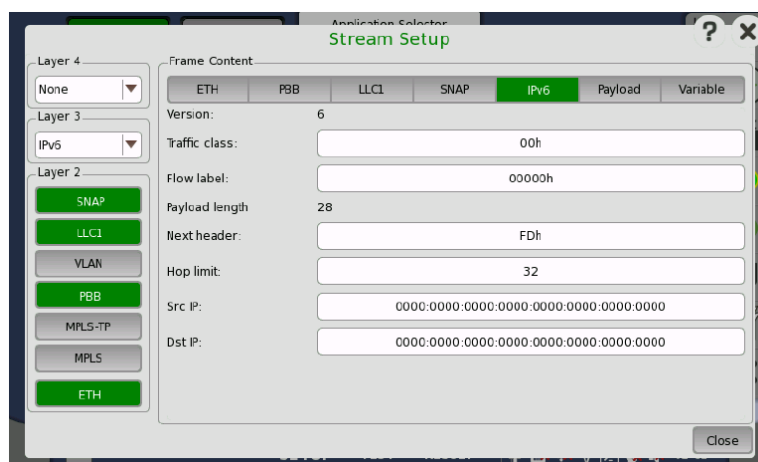 Application Selector
Stream Setup
? X
Layer 4
None
Layer 3
IPv6
Layer 2
SNAP
LLC1
VLAN
PBB
MPLS-TP
MPLS
ETH
Frame Content
ETH PBB LLC1 SNAP IPv6 Payload Variable
Version: 6
Traffic class: 00h
Flow label: 00000h
Payload length 28
Next header: FDh
Hop limit: 32
Src IP: 0000:0000:0000:0000:0000:0000:0000:0000
Dst IP: 0000:0000:0000:0000:0000:0000:0000:0000
Close